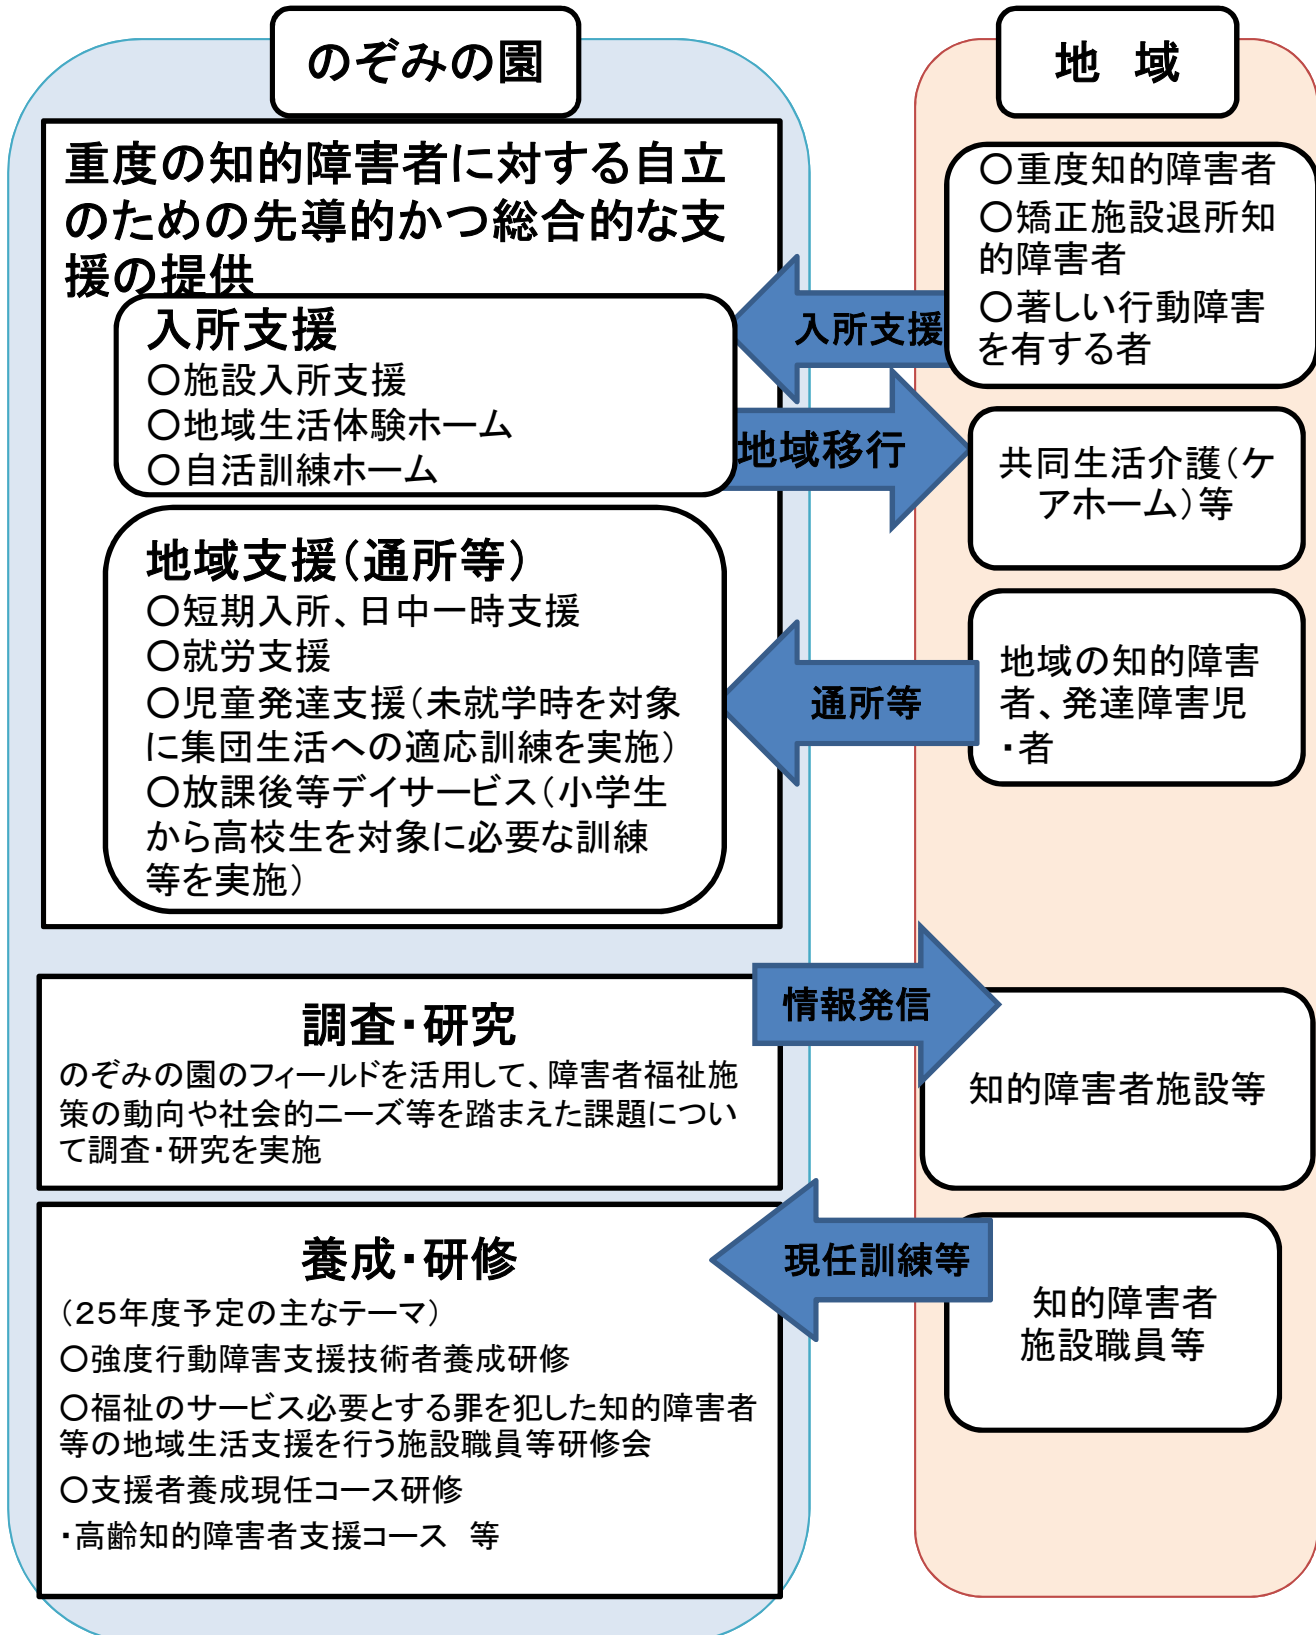 のぞみの園
重度の知的障害者に対する自立
のための先導的かつ総合的な支
援の提供
入所支援
○施設入所支援
○地域生活体験ホーム
○自活訓練ホーム
地域支援（通所等）
○短期入所、日中一時支援
○就労支援
○児童発達支援（未就学時を対象
に集団生活への適応訓練を実施）
○放課後等デイサービス（小学生
から高校生を対象に必要な訓練
等を実施）
調査・研究
のぞみの園のフィールドを活用して、障害者福祉施
策の動向や社会的ニーズ等を踏まえた課題につい
て調査・研究を実施
養成・研修
（25年度予定の主なテーマ）
○強度行動障害支援技術者養成研修
○福祉のサービス必要とする罪を犯した知的障害者
等の地域生活支援を行う施設職員等研修会
○支援者養成現任コース研修
・高齢知的障害者支援コース　等
入所支援
地域移行
通所等
情報発信
現任訓練等
地　域
○重度知的障害者
○矯正施設退所知
的障害者
○著しい行動障害
を有する者
共同生活介護（ケ
アホーム）等
地域の知的障害
者、発達障害児
・者
知的障害者施設等
知的障害者
施設職員等